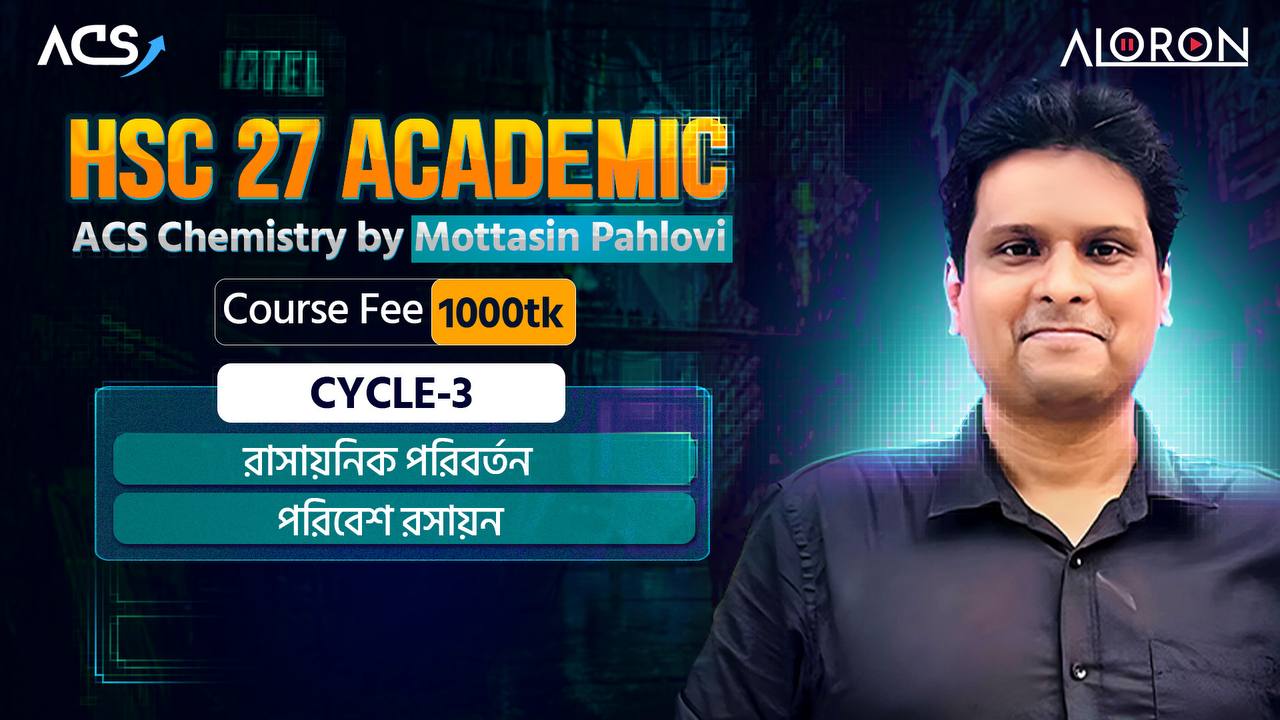 ACS
ALORON
HSC 27 ACADEMIC
ACS Chemistry by Mottasin Pahlovi
Course Fee 1000tk
CYCLE-3
রাসায়নিক পরিবর্তন
পরিবেশ রসায়ন